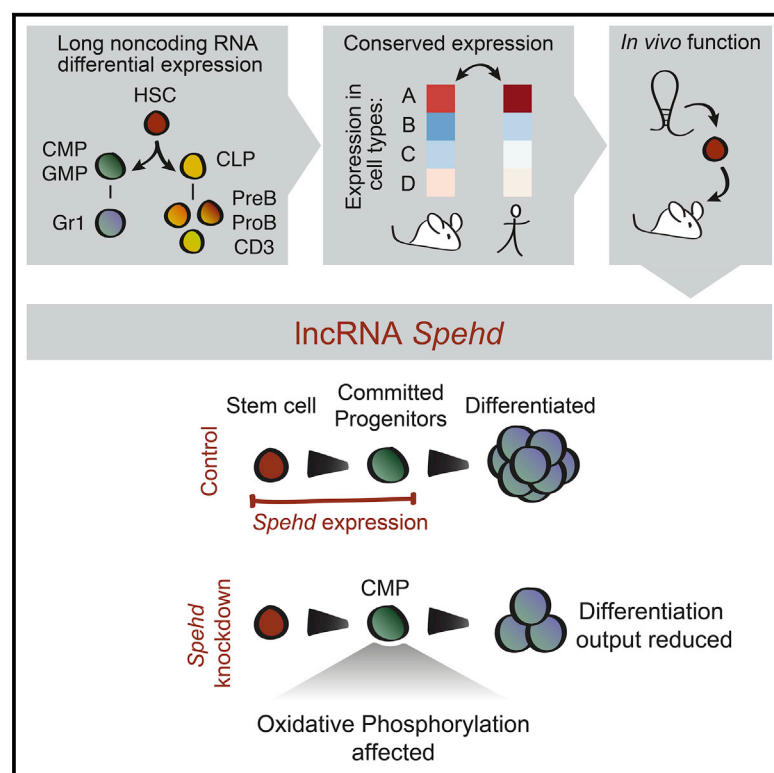 Long noncoding RNA
differential expression
HSC
CMP
GMP
CLP
Gr1
PreB
ProB
CD3
Conserved expression
Expression in
cell types:
A
B
C
D
In vivo function
lncRNA Spehd
Stem cell
Committed
Progenitors
Differentiated
Control
Spehd expression
Spehd
knockdown
CMP
Differentiation
output reduced
Oxidative Phosphorylation
affected